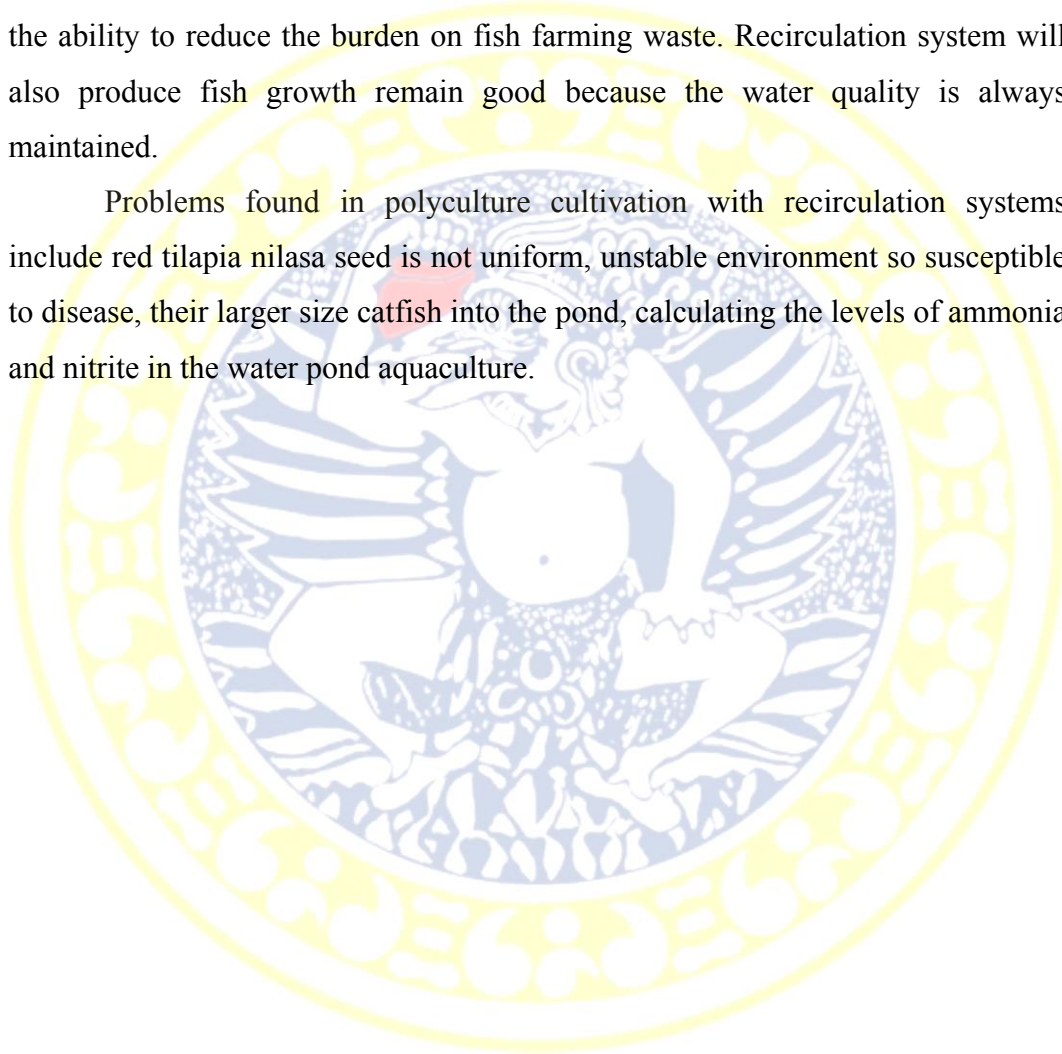 the ability to reduce the burden on fish farming waste. Recirculation system will
also produce fish growth remain good because the water quality is always
maintained.
Problems found in polyculture cultivation with recirculation systems
include red tilapia nilasa seed is not uniform, unstable environment so susceptible
to disease, their larger size catfish into the pond, calculating the levels of ammonia
and nitrite in the water pond aquaculture.